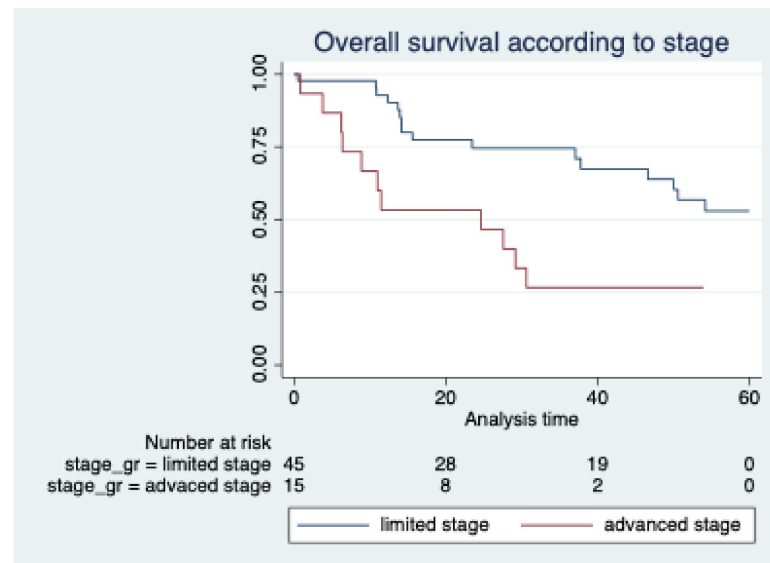 Overall survival according to stage
1.00
0.75
0.50
0.25
0.00
0 20 40 60
Analysis time
Number at risk
stage_gr = limited stage 45 28 19 0
stage_gr = advaced stage 15 8 2 0
limited stage advanced stage